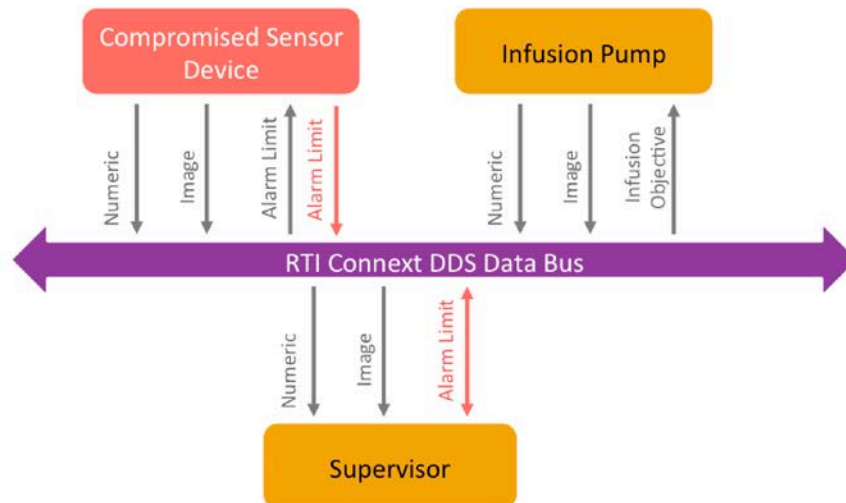 Compromised Sensor
Device
Infusion Pump
Numeric
Image
Alarm Limit
Alarm Limit
Numeric
Image
Infusion
Objective
RTI Connext DDS Data Bus
Numeric
Image
Alarm Limit
Supervisor